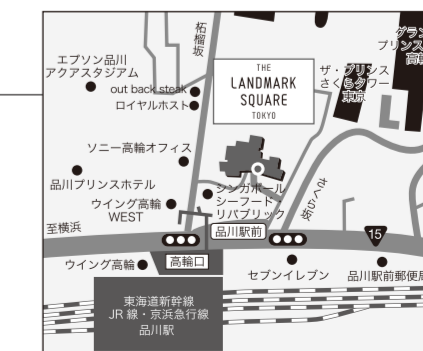 柘榴坂
グラン
プリンス
高輪
エプソン品川
アクアスタジアム
THE
LANDMARK
SQUARE
TOKYO
ザ・プリンス
さくらタワー
東京
out back steak
ロイヤルホスト
ソニー高輪オフィス
品川プリンスホテル
シンガポール
シーフード・
リパブリック
ウイング高輪
WEST
さくら坂
至横浜
品川駅前
15
ウイング高輪
高輪口
セブンイレブン
品川駅前郵便局
東海道新幹線
JR 線・京浜急行線
品川駅